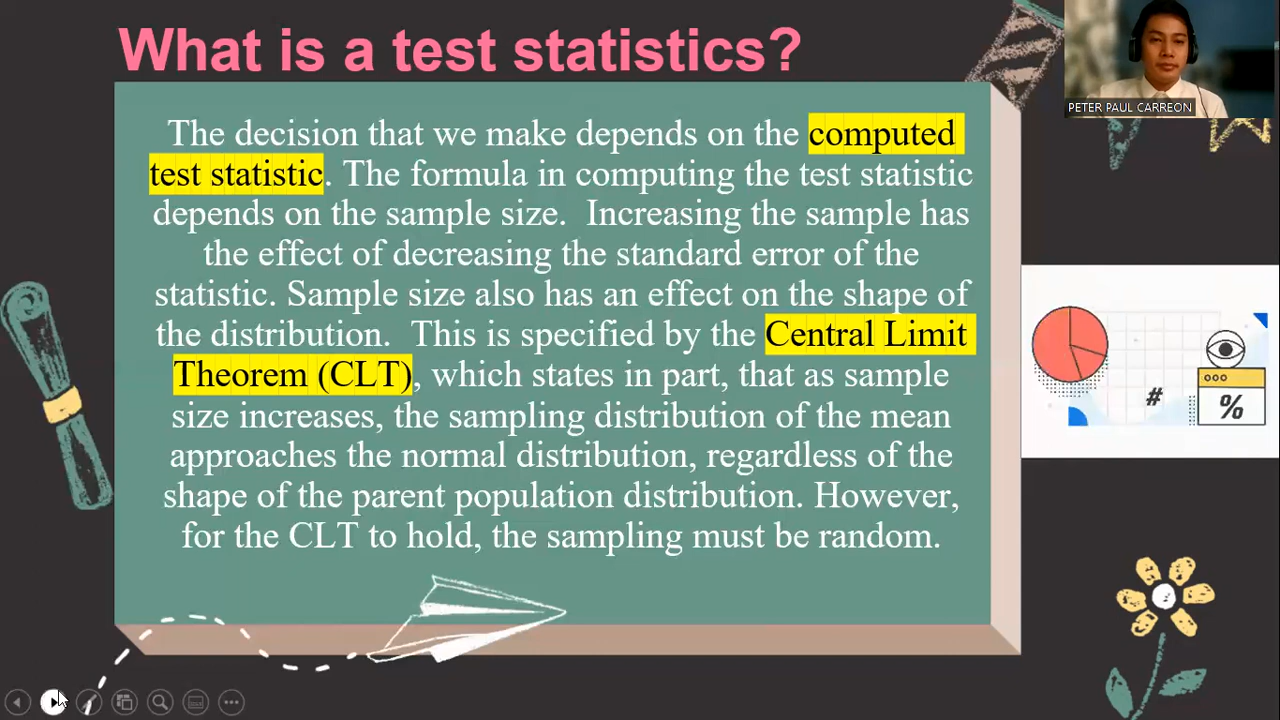 What is a test statistics?
PETER PAUL CARREON
The decision that we make depends on the computed
test statistic. The formula in computing the test statistic
depends on the sample size. Increasing the sample has
the effect of decreasing the standard error of the
statistic. Sample size also has an effect on the shape of
the distribution. This is specified by the Central Limit
Theorem (CLT), which states in part, that as sample
size increases, the sampling distribution of the mean
approaches the normal distribution, regardless of the
shape of the parent population distribution. However,
for the CLT to hold, the sampling must be random.
#
%